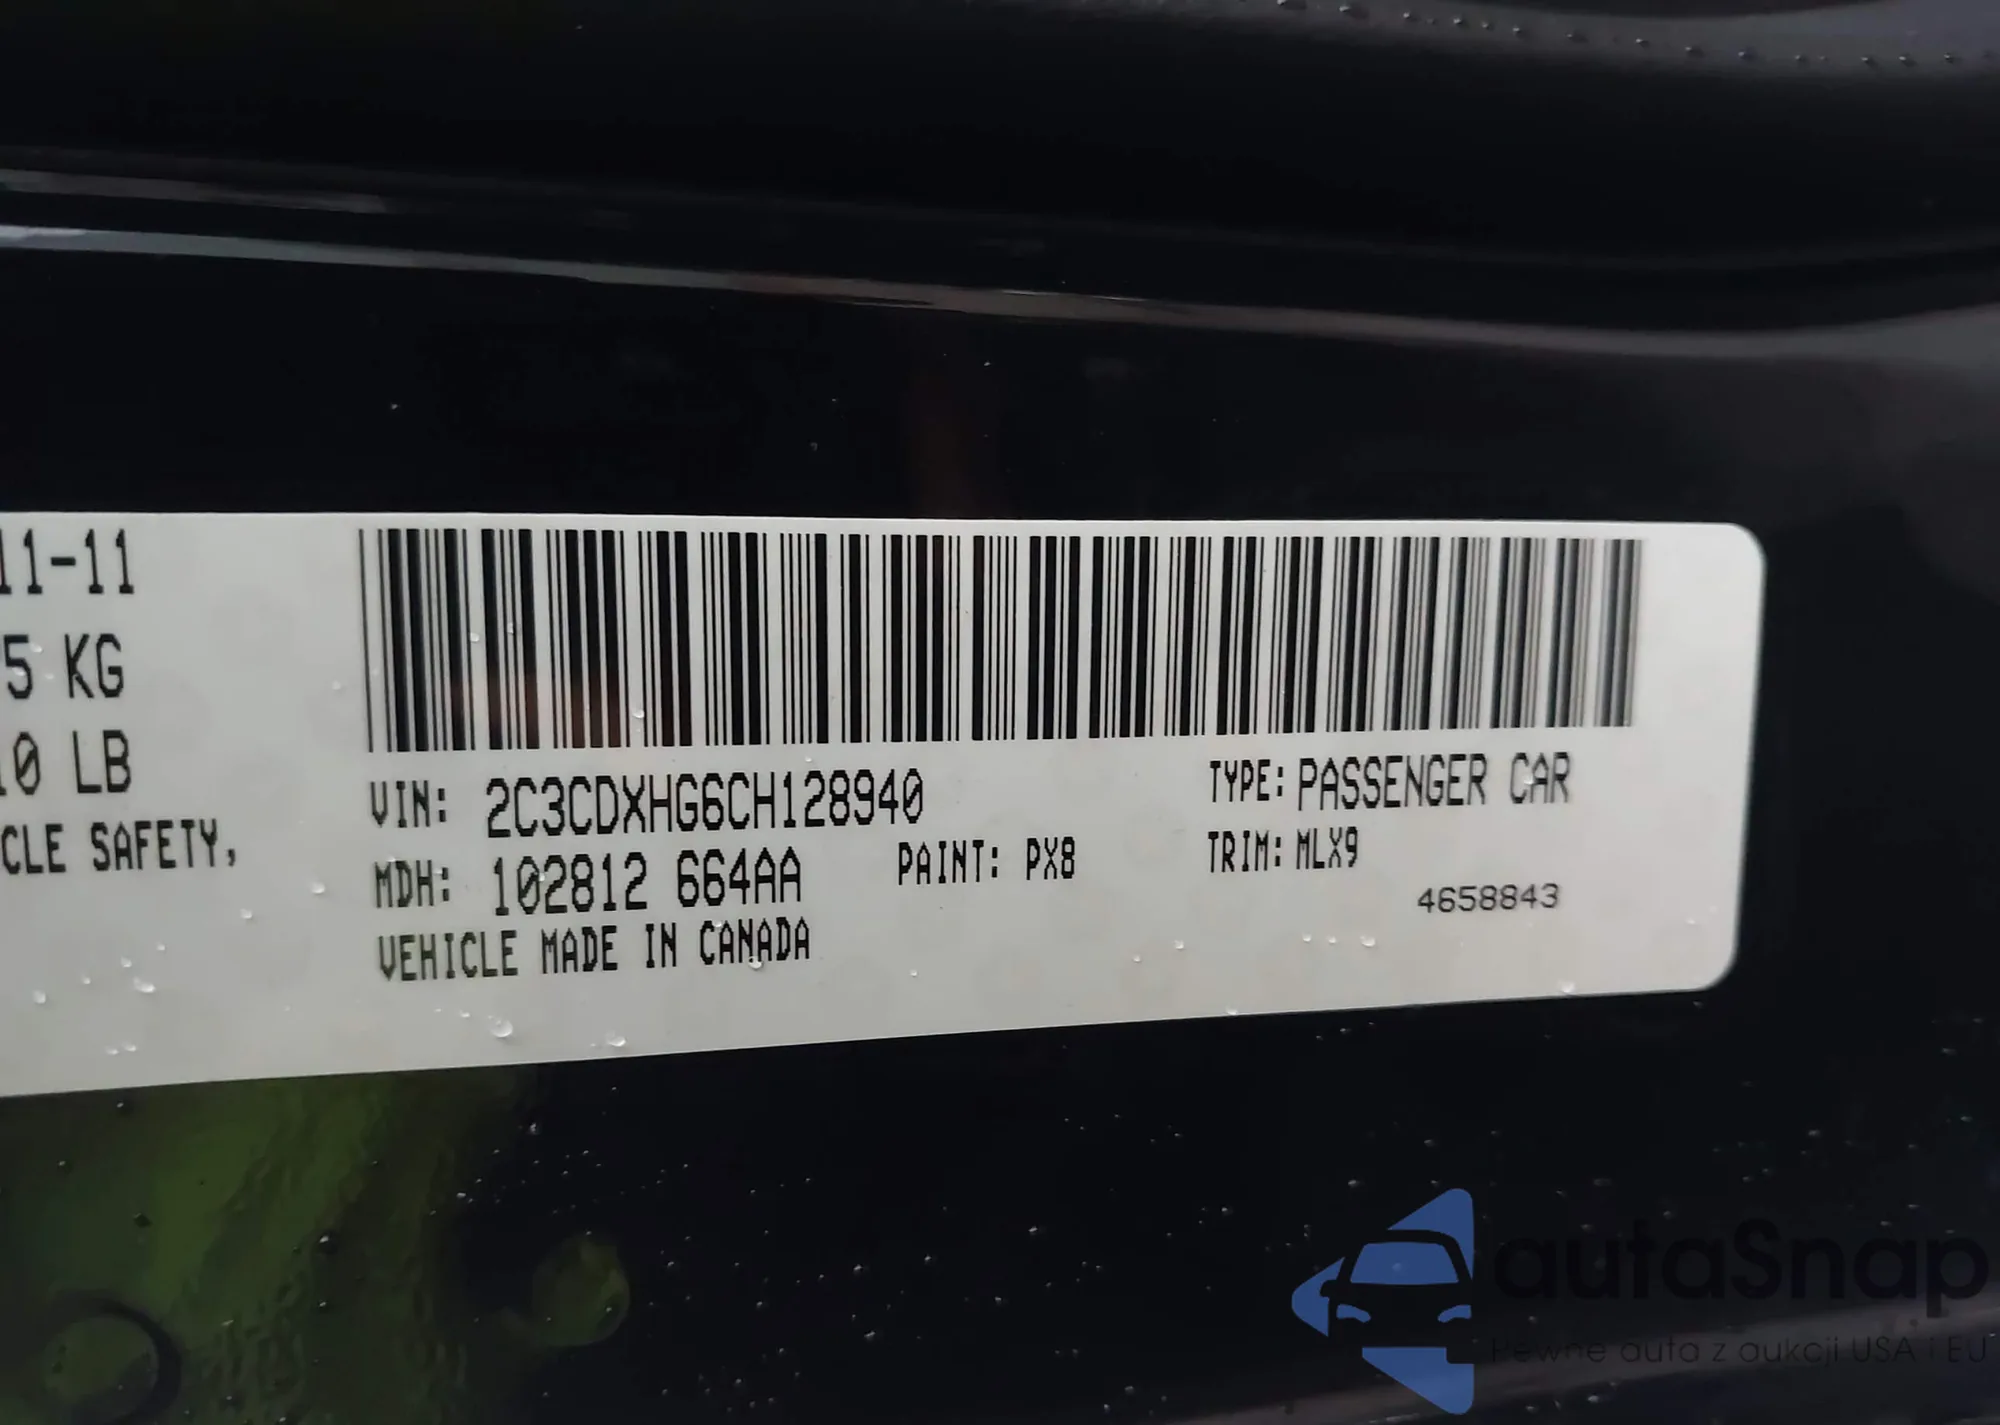 11-11
5 KG
10 LB
CLE SAFETY,
VIN: 2C3CDXHG6CH128940
TYPE: PASSENGER CAR
MDH: 102812 664AA
PAINT: PX8
TRIM: MLX9
VEHICLE MADE IN CANADA
4658843
autaSnap
Pewne auta z aukcji USA i EU